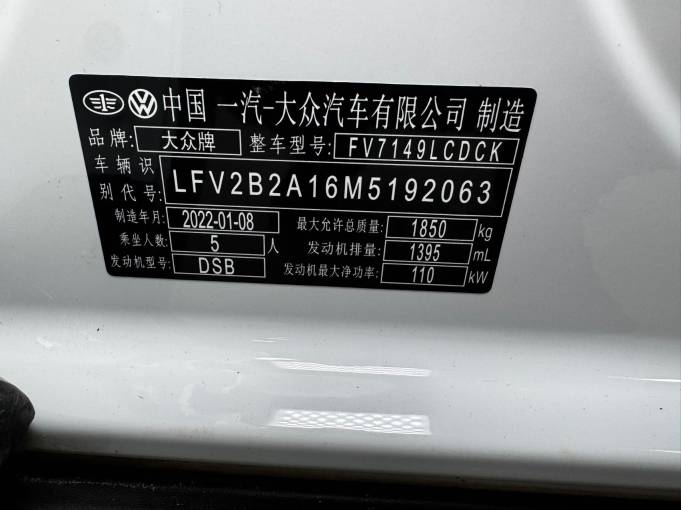 中国 一汽-大众汽车有限公司 制造
品牌: 大众牌 整车型号: FV7149LCDCK
车辆识别代号: LFV2B2A16M5192063
制造年月: 2022-01-08 最大允许总质量: 1850 kg
乘坐人数: 5 人 发动机排量: 1395 mL
发动机型号: DSB 发动机最大净功率: 110 kW